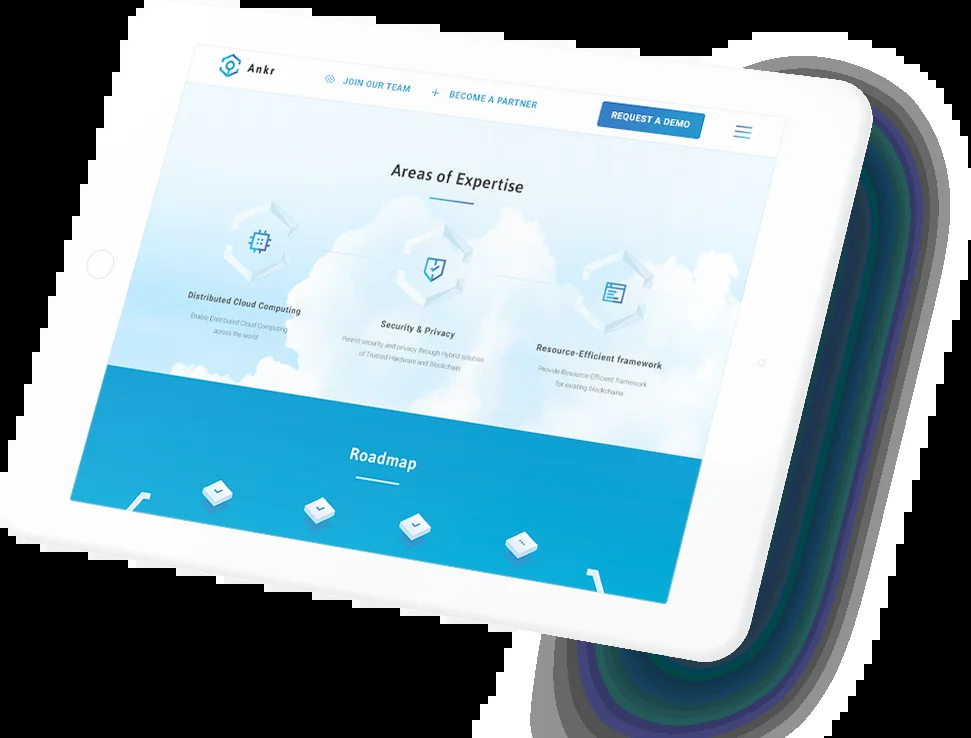 Ankr
JOIN OUR TEAM
BECOME A PARTNER
REQUEST A DEMO
Areas of Expertise
Distributed Cloud Computing
Enable Distributed Cloud Computing
across the world
Security & Privacy
Permit security and privacy through Hybrid solution
of Trusted Hardware and Blockchain
Resource-Efficient framework
Provide Resource-Efficient framework
for existing blockchains
Roadmap